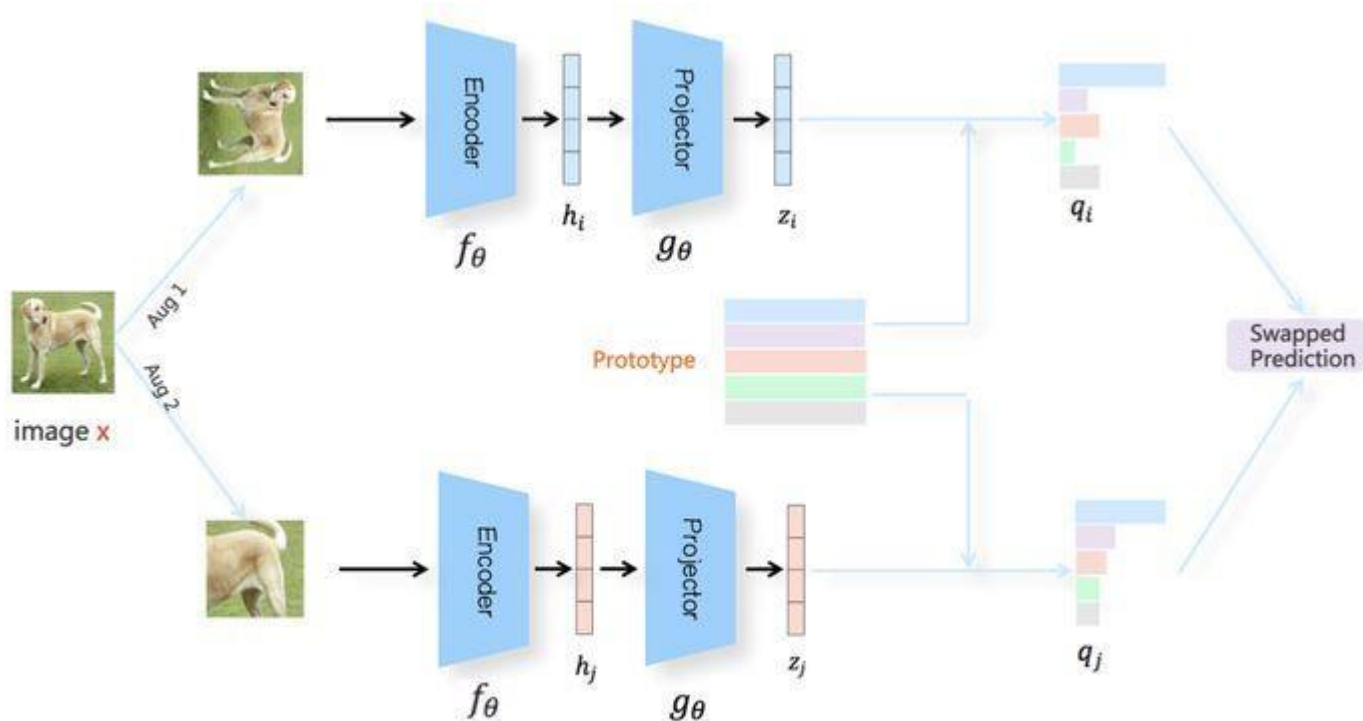 Encoder
Projector
h_i
z_i
q_i
f_θ
g_θ
Aug 1
Aug 2
image x
Prototype
Swapped
Prediction
Encoder
Projector
h_j
z_j
q_j
f_θ
g_θ